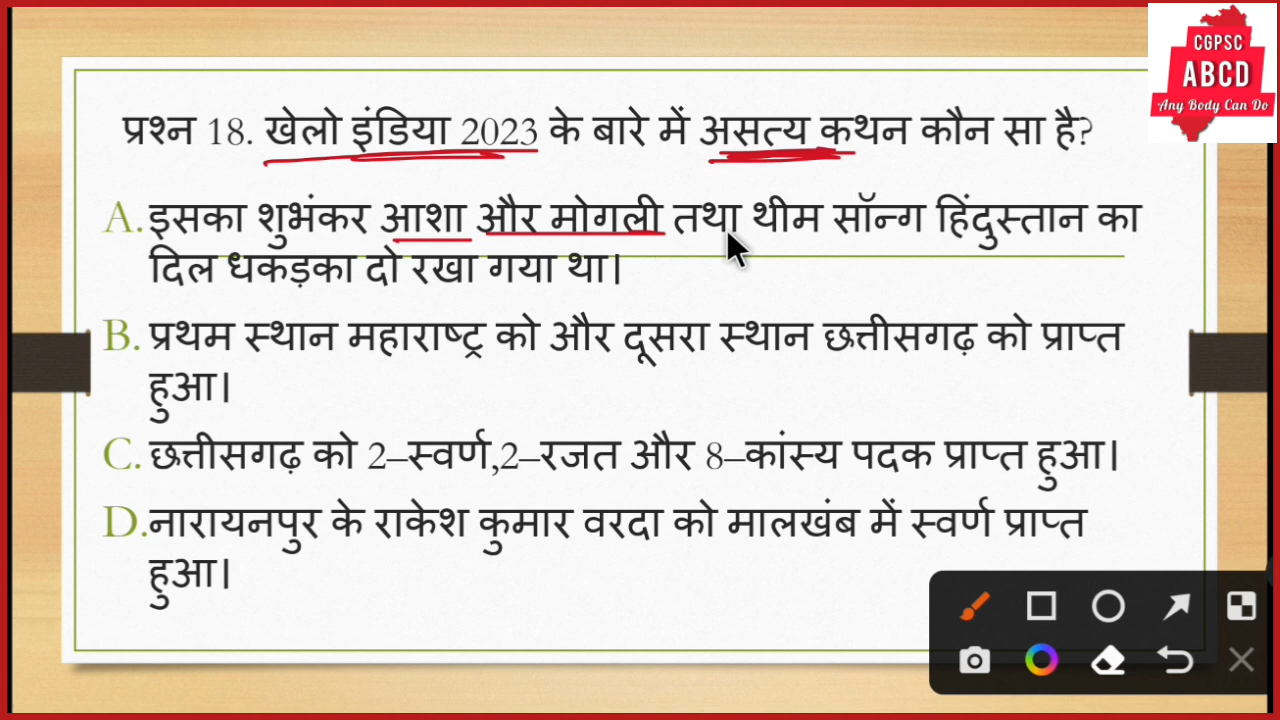 CGPSC
ABCD
Any Body Can Do
प्रश्न 18. खेलो इंडिया 2023 के बारे में असत्य कथन कौन सा है?
A. इसका शुभंकर आशा और मोगली तथा थीम सॉन्ग हिंदुस्तान का
दिल धकड़का दो रखा गया था।
B. प्रथम स्थान महाराष्ट्र को और दूसरा स्थान छत्तीसगढ़ को प्राप्त
हुआ।
C. छत्तीसगढ़ को 2–स्वर्ण,2–रजत और 8–कांस्य पदक प्राप्त हुआ।
D. नारायनपुर के राकेश कुमार वरदा को मालखंब में स्वर्ण प्राप्त
हुआ।